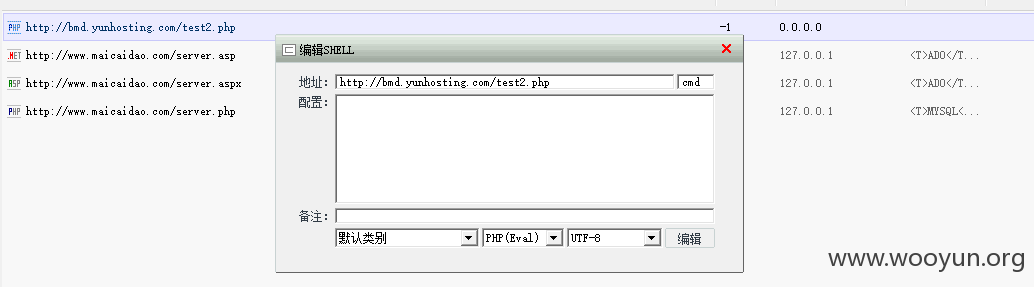 PHP http://bmd.yunhosting.com/test2.php -1 0.0.0.0
.NET http://www.maicaidao.com/server.asp 127.0.0.1 <T>ADO</T...
ASP http://www.maicaidao.com/server.aspx 127.0.0.1 <T>ADO</T...
PHP http://www.maicaidao.com/server.php 127.0.0.1 <T>MYSQL<...
编辑SHELL
地址: http://bmd.yunhosting.com/test2.php cmd
配置:
备注:
默认类别 PHP(Eval) UTF-8 编辑
www.wooyun.org